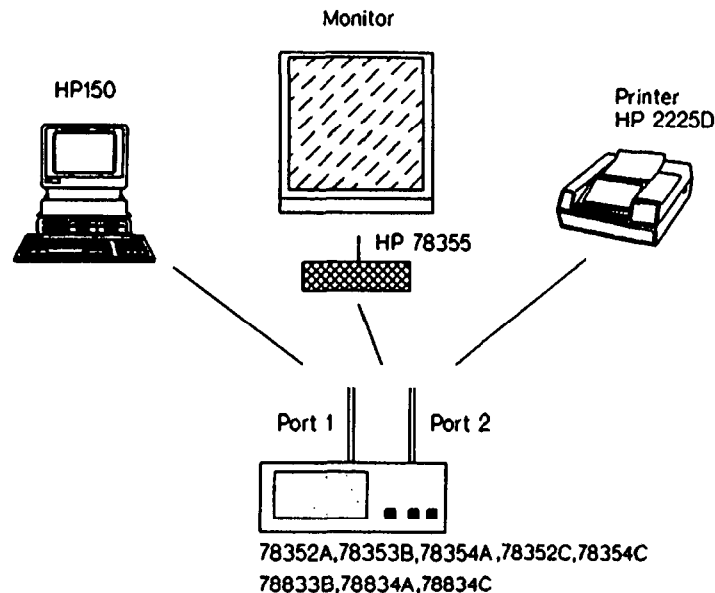 Monitor
HP150
Printer
HP 2225D
HP 78355
Port 1
Port 2
78352A,78353B,78354A,78352C,78354C
78833B,78834A,78834C